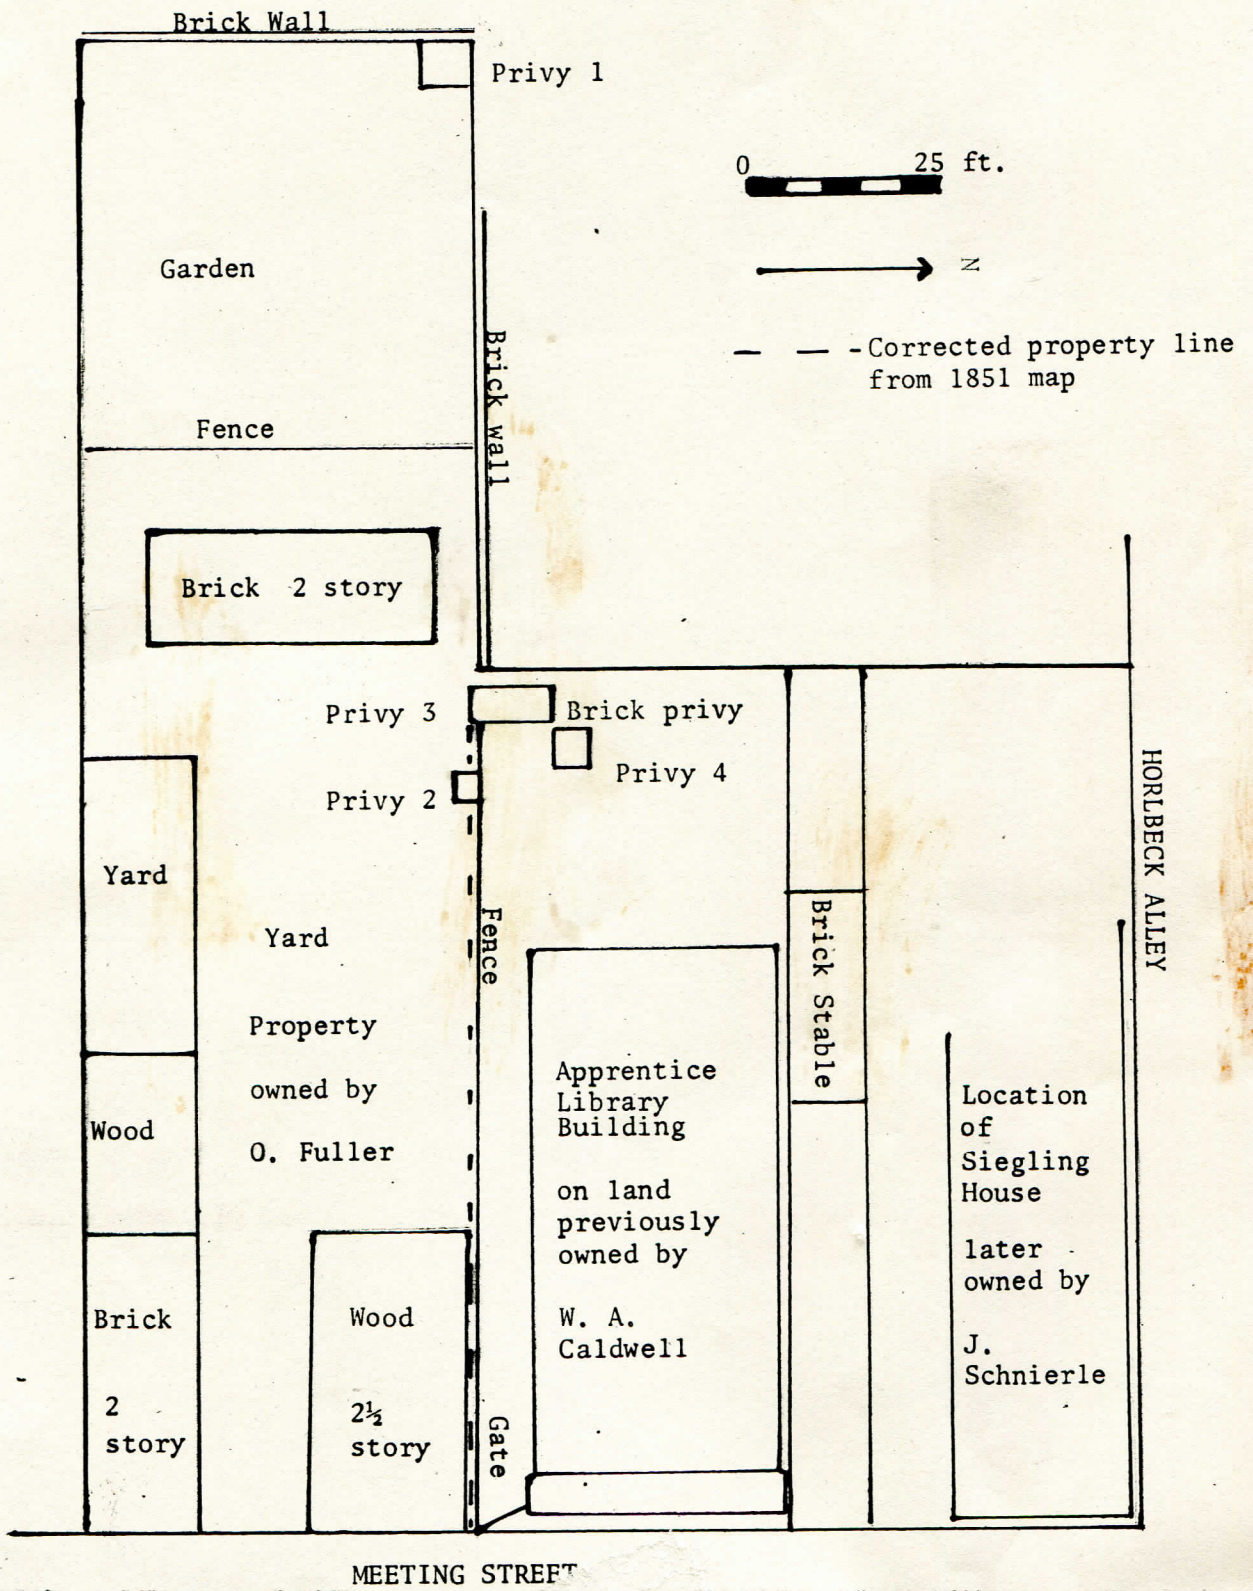 Brick Wall
Privy 1
0 25 ft.
N
Garden
Brick wall
- Corrected property line
from 1851 map
Fence
Brick 2 story
Privy 3
Brick privy
Privy 4
Privy 2
HORLBECK ALLEY
Yard
Yard
Fence
Brick Stable
Property
owned by
O. Fuller
Wood
Apprentice
Library
Building
on land
previously
owned by
W. A.
Caldwell
Location
of
Siegling
House
later
owned by
J.
Schnierle
Brick
2
story
Wood
2½
story
Gate
MEETING STREET